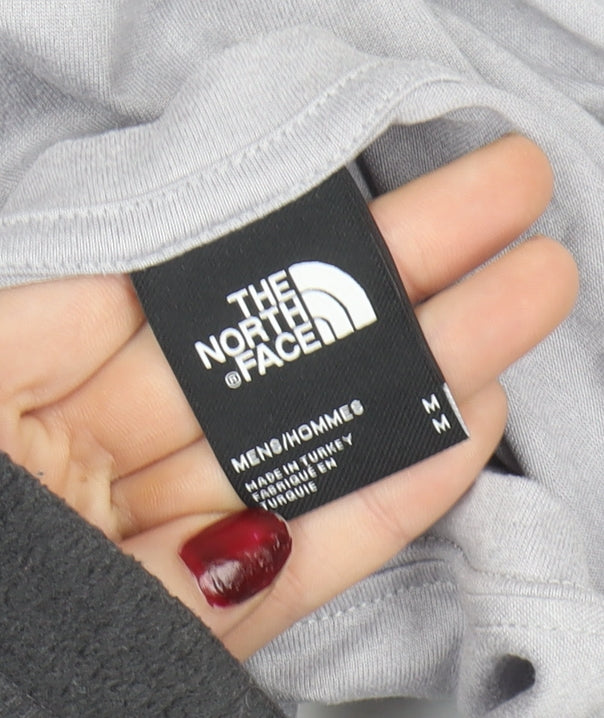 THE
NORTH
FACE®
MENS/HOMMES
MADE IN TURKEY
FABRIQUÉ EN
TURQUIE
M
M